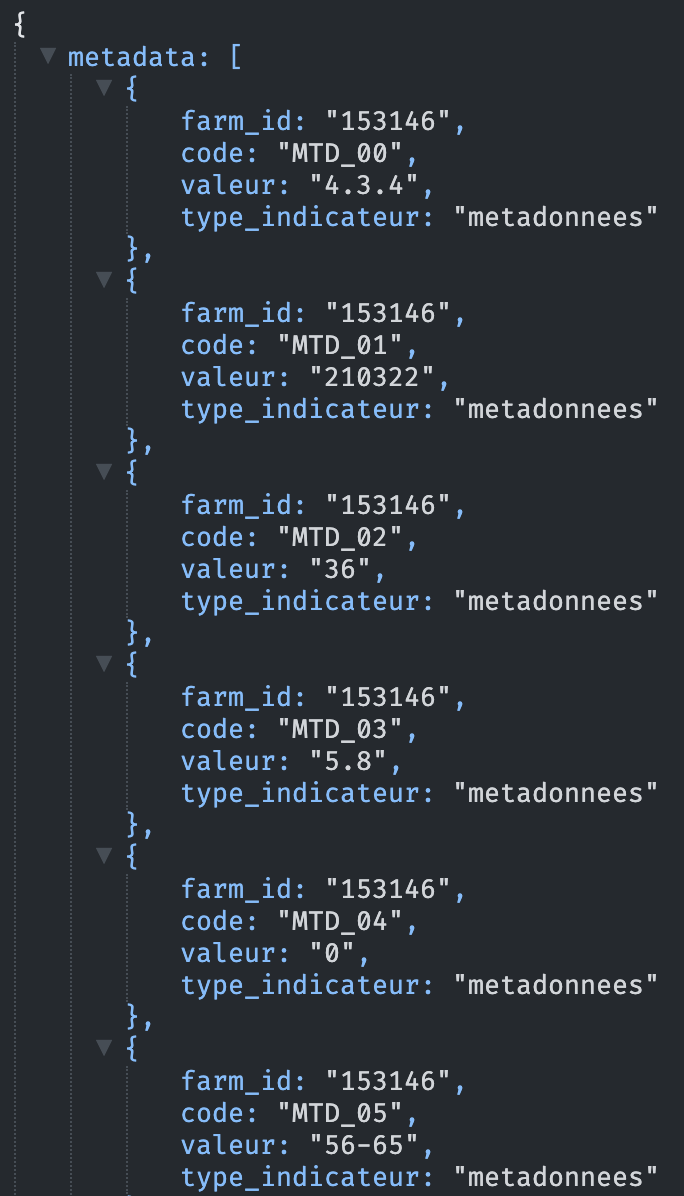 {
metadata: [
{
farm_id: "153146",
code: "MTD_00",
valeur: "4.3.4",
type_indicateur: "metadonnees"
},
{
farm_id: "153146",
code: "MTD_01",
valeur: "210322",
type_indicateur: "metadonnees"
},
{
farm_id: "153146",
code: "MTD_02",
valeur: "36",
type_indicateur: "metadonnees"
},
{
farm_id: "153146",
code: "MTD_03",
valeur: "5.8",
type_indicateur: "metadonnees"
},
{
farm_id: "153146",
code: "MTD_04",
valeur: "0",
type_indicateur: "metadonnees"
},
{
farm_id: "153146",
code: "MTD_05",
valeur: "56-65",
type_indicateur: "metadonnees"